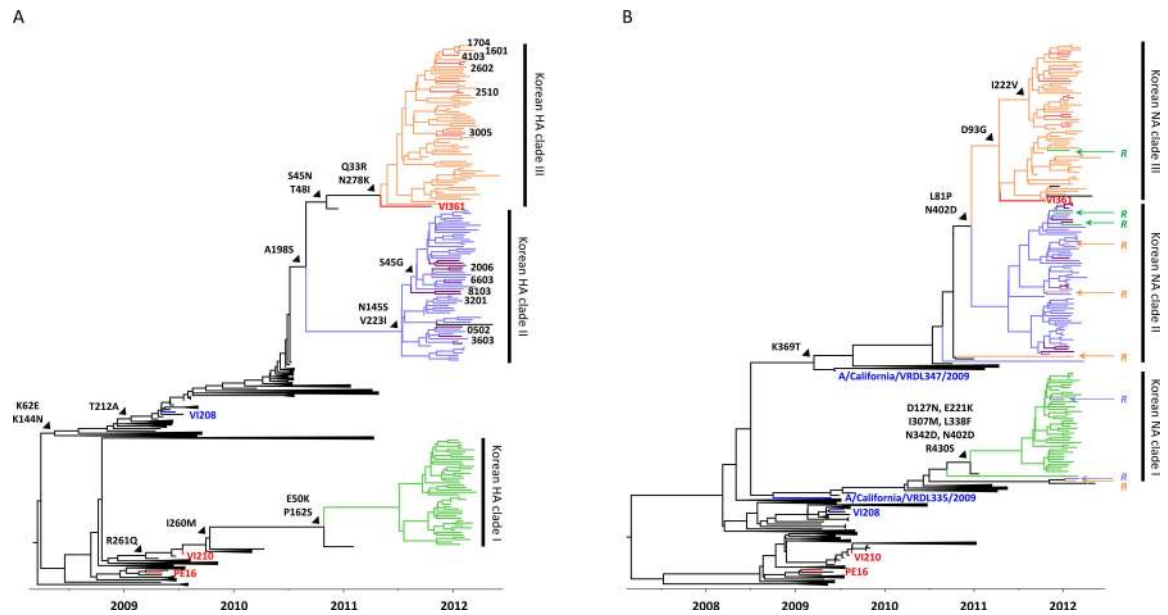 A
1704
1601
4103
2602
2510
3005
Q33R
N278K
S45N
T48I
VI361
A198S
S45G
2006
6603
8103
3201
N145S
V223I
0502
3603
K62E
K144N
T212A
VI208
E50K
P162S
I260M
R261Q
VI210
PE16
Korean HA clade III
Korean HA clade II
Korean HA clade I
2009
2010
2011
2012
B
I222V
D93G
R
L81P
N402D
VI361
R
R
R
R
K369T
R
A/California/VRDL347/2009
D127N, E221K
I307M, L338F
N342D, N402D
R430S
R
R
R
A/California/VRDL335/2009
VI208
VI210
PE16
Korean NA clade III
Korean NA clade II
Korean NA clade I
2008
2009
2010
2011
2012